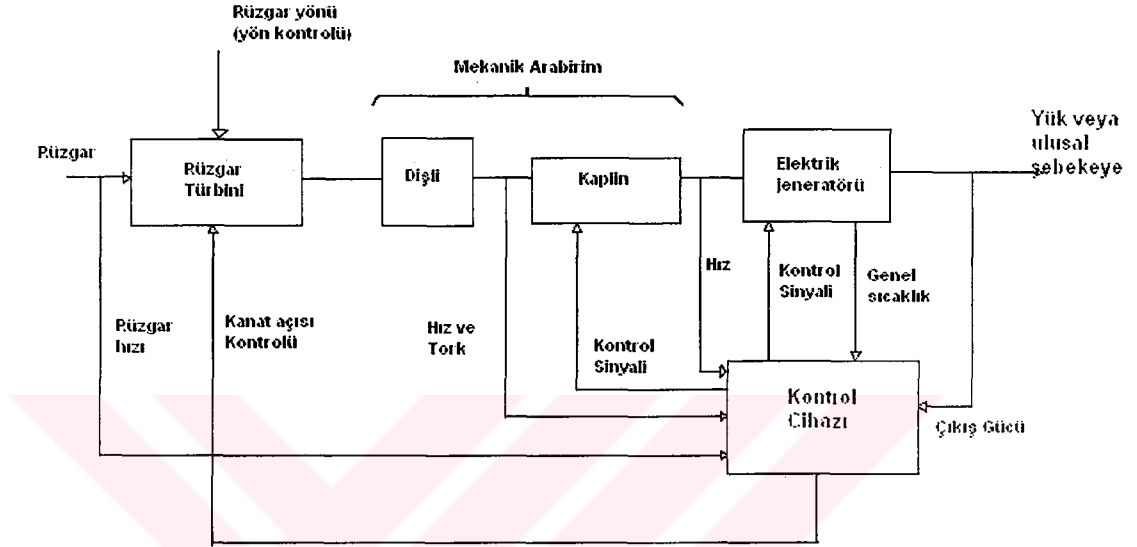 Rüzgar yönü
(yön kontrolü)
Mekanik Arabirim
Rüzgar
Rüzgar
Türbini
Dişli
Kaplin
Elektrik
Jeneratörü
Yük veya
ulusal
şebekeye
Rüzgar
hızı
Kanat açısı
Kontrolü
Hız ve
Tork
Kontrol
Sinyali
Hız
Kontrol
Sinyali
Genel
sıcaklık
Kontrol
Cihazı
Çıkış Gücü